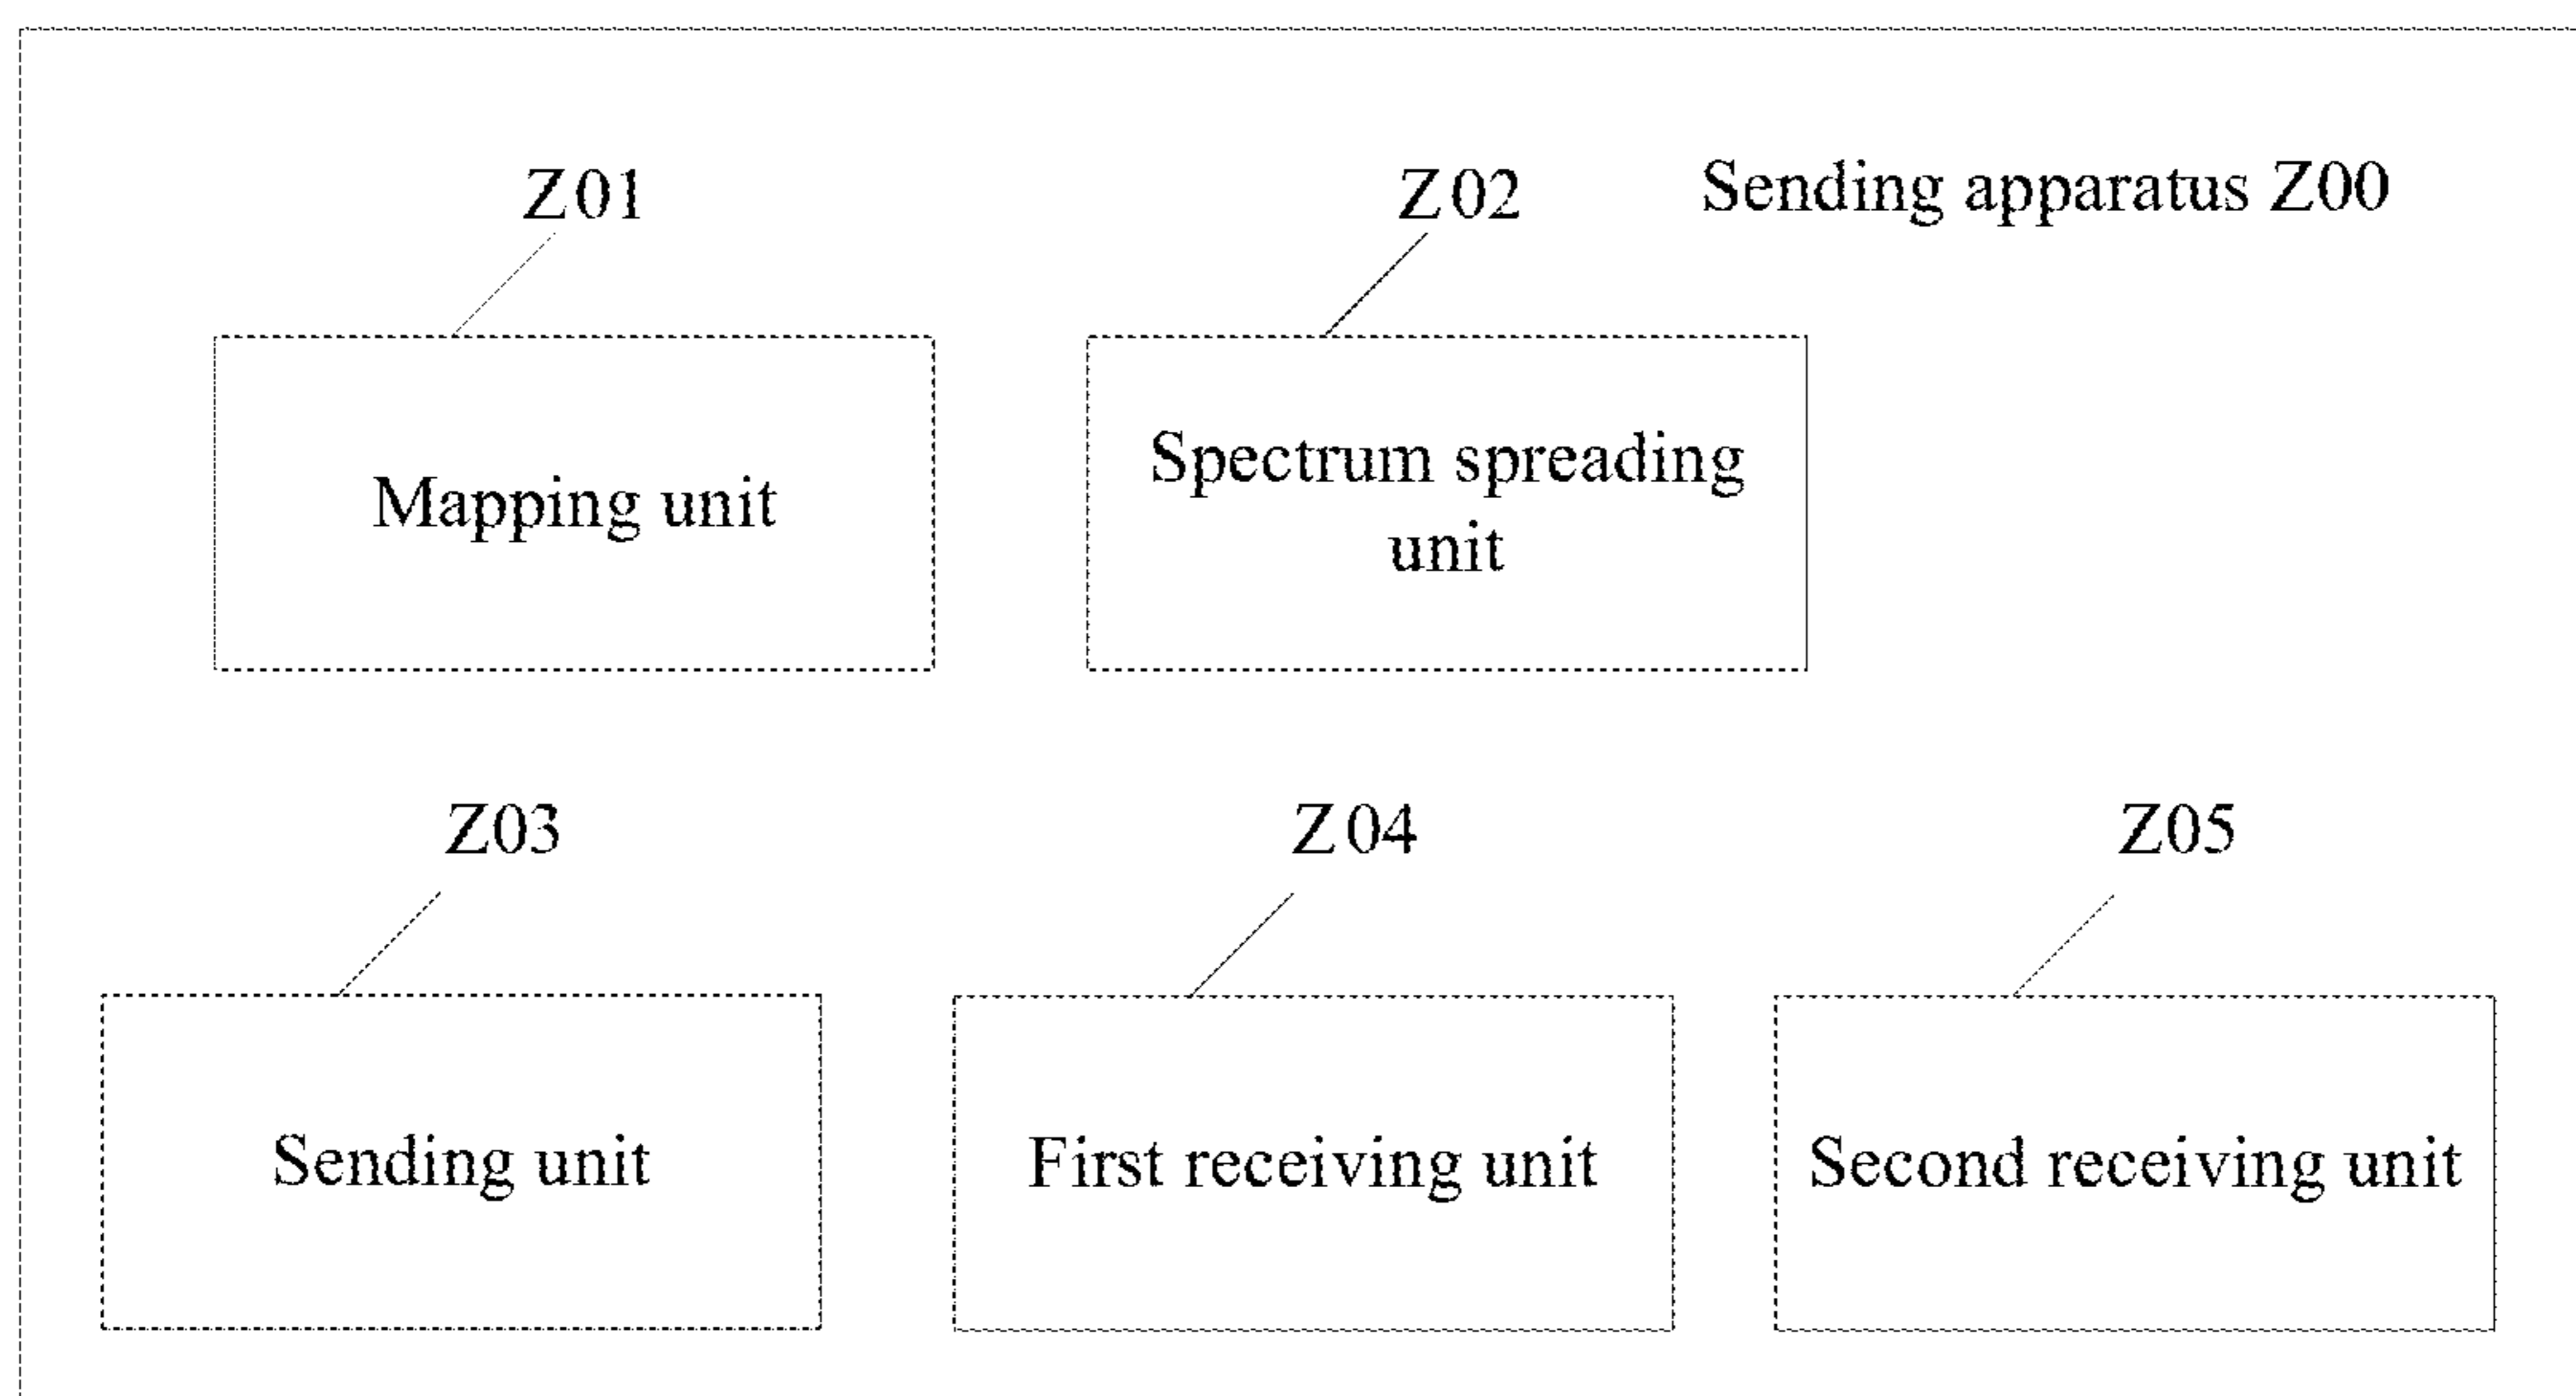 Z01
Z02
Sending apparatus Z00
Mapping unit
Spectrum spreading
unit
Z03
Z04
Z05
Sending unit
First receiving unit
Second receiving unit